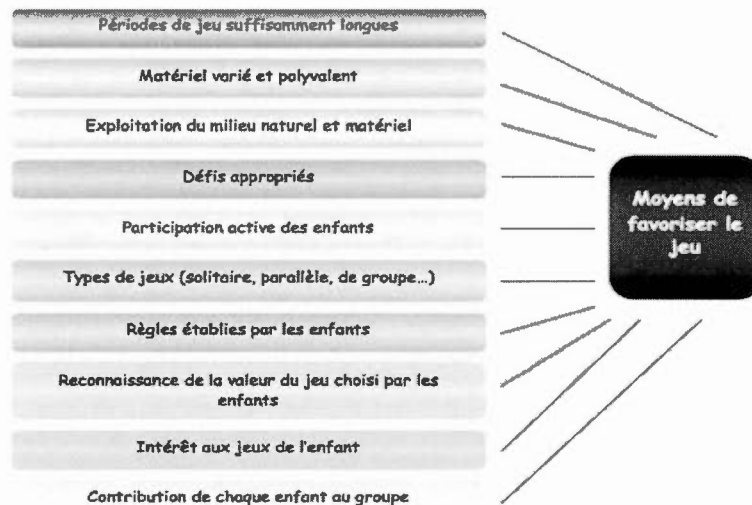 Périodes de jeu suffisamment longues
Matériel varié et polyvalent
Exploitation du milieu naturel et matériel
Défis appropriés
Participation active des enfants
Types de jeux (solitaire, parallèle, de groupe...)
Règles établies par les enfants
Reconnaissance de la valeur du jeu choisi par les
enfants
Intérêt aux jeux de l'enfant
Contribution de chaque enfant au groupe
Moyens de
favoriser le
jeu